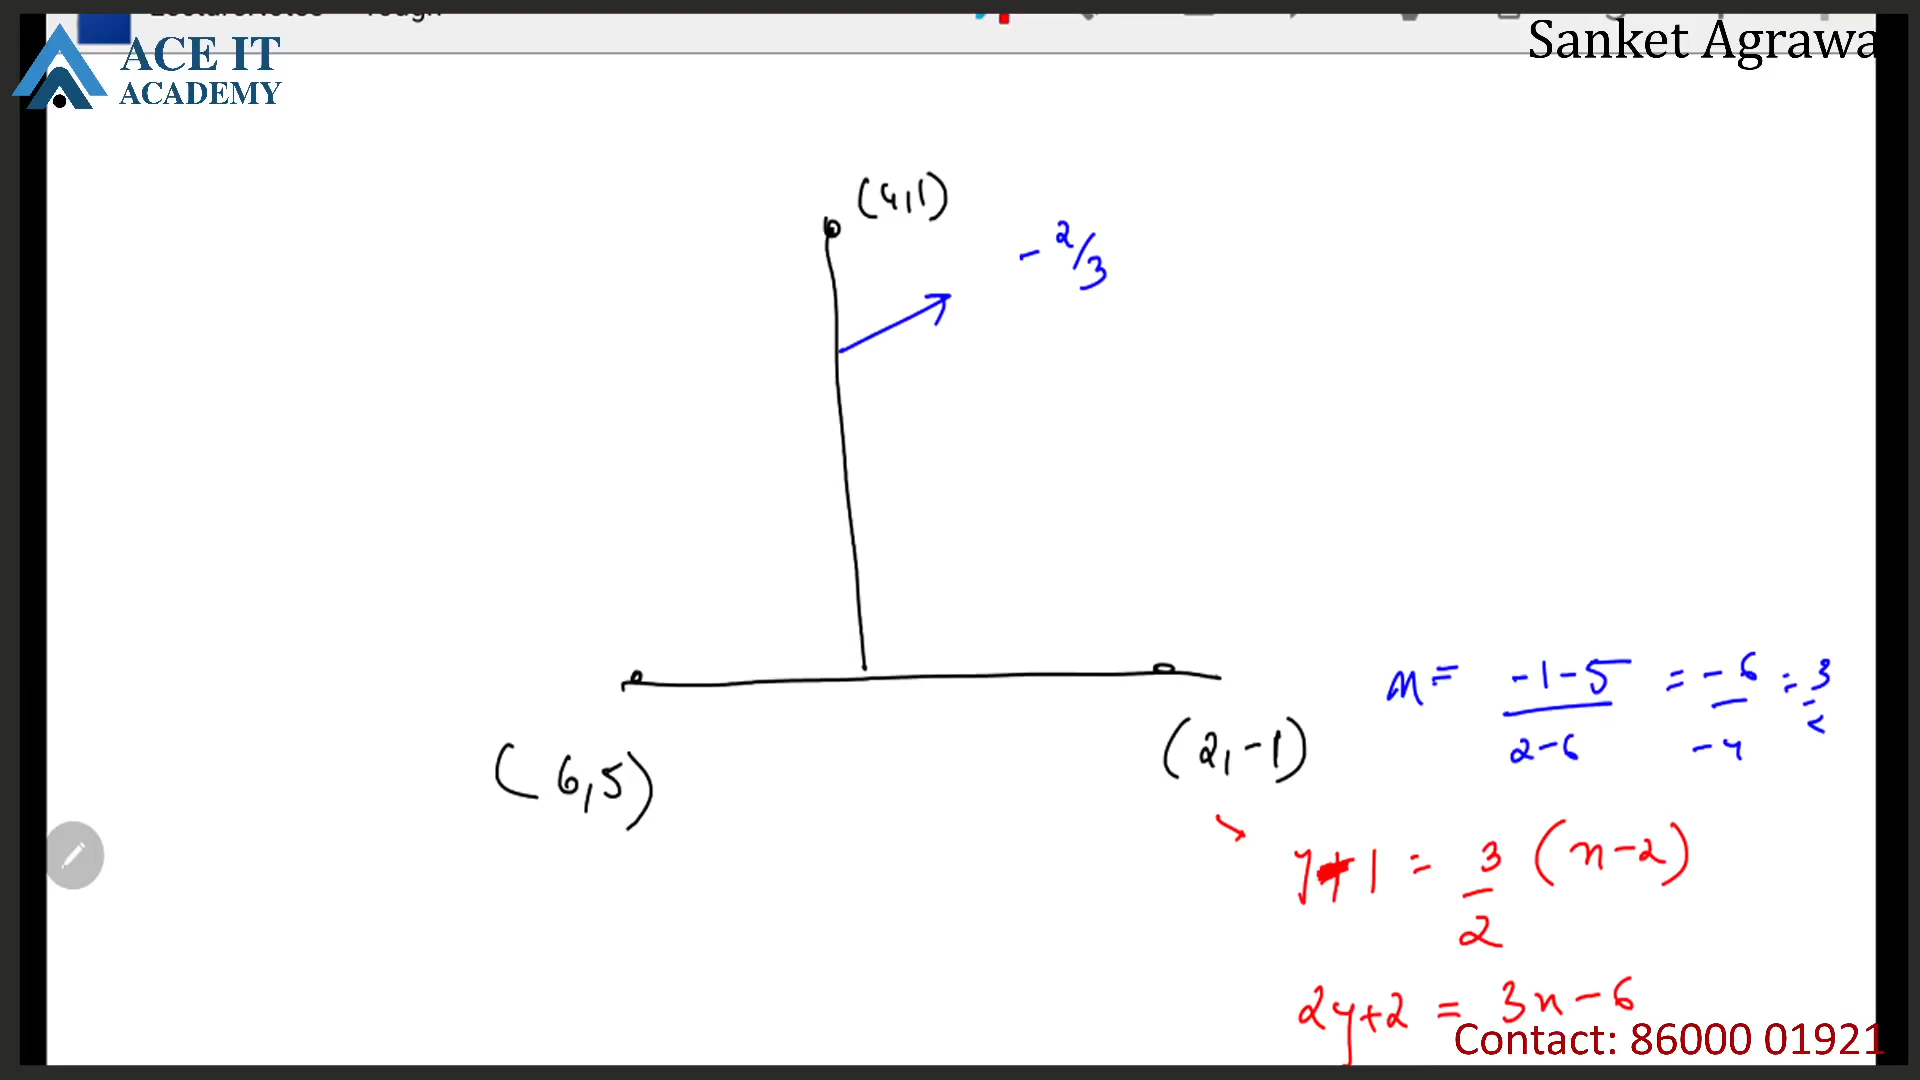 ACE IT
ACADEMY
Sanket Agrawa
(4,1)
- 2/3
(6,5)
(2,-1)
m = -1-5/2-6 = -6/-4 = 3/2
y+1 = 3/2 (x-2)
2y+2 = 3x-6
Contact: 86000 01921